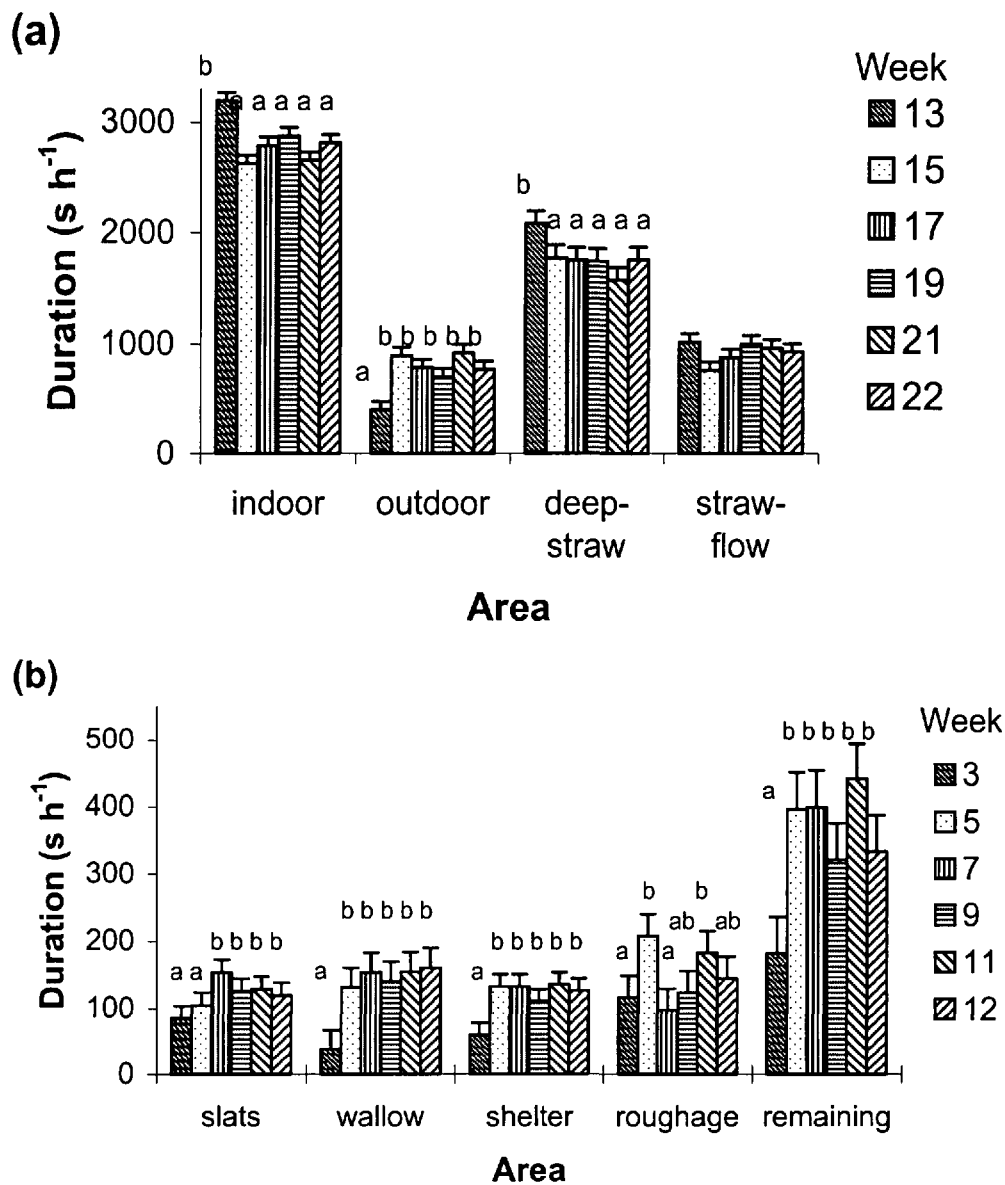 (a)
Duration (s h⁻¹)
3000
2000
1000
0
b a a a a a
a b b b b b
b a a a a a
indoor outdoor deep-straw straw-flow
Area
Week
13
15
17
19
21
22
(b)
Duration (s h⁻¹)
500
400
300
200
100
0
a a b b b b
a b b b b b
a b b b b b
a b a ab b ab
a b b b b b
slats wallow shelter roughage remaining
Area
Week
3
5
7
9
11
12